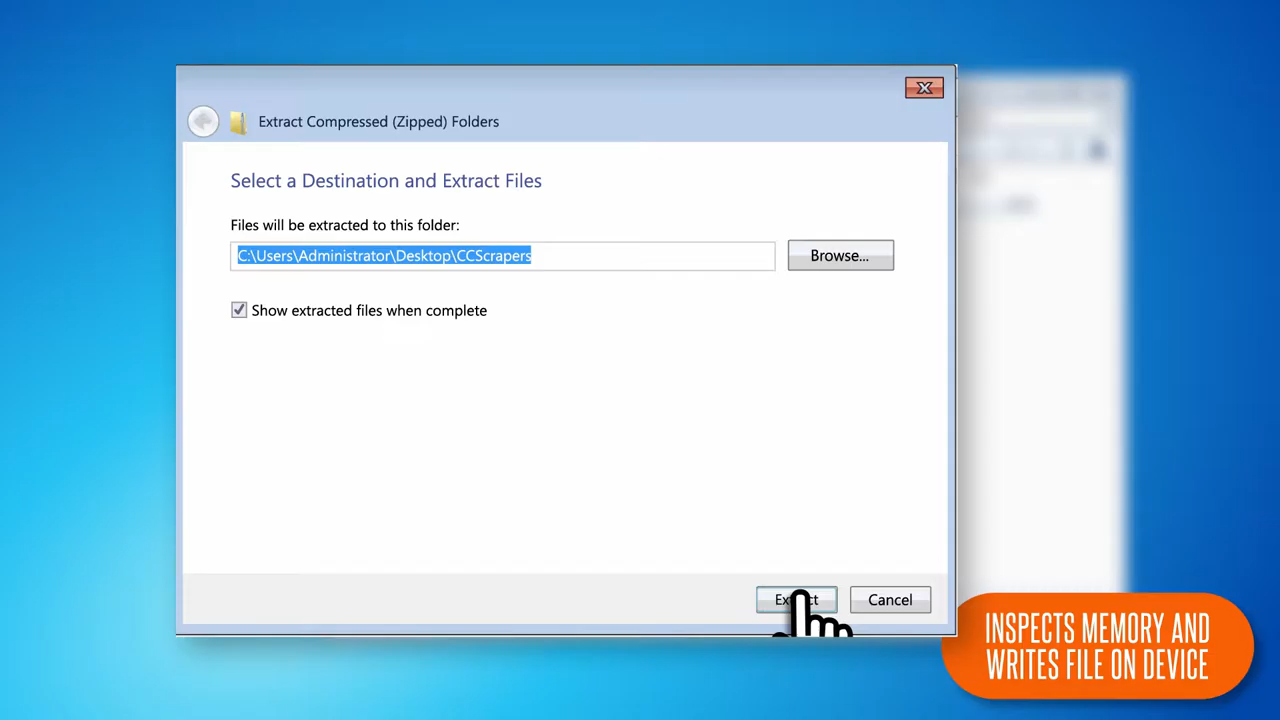 Extract Compressed (Zipped) Folders
Select a Destination and Extract Files
Files will be extracted to this folder:
C:\Users\Administrator\Desktop\CCScrapers
Browse...
Show extracted files when complete
Extract
Cancel
INSPECTS MEMORY AND
WRITES FILE ON DEVICE